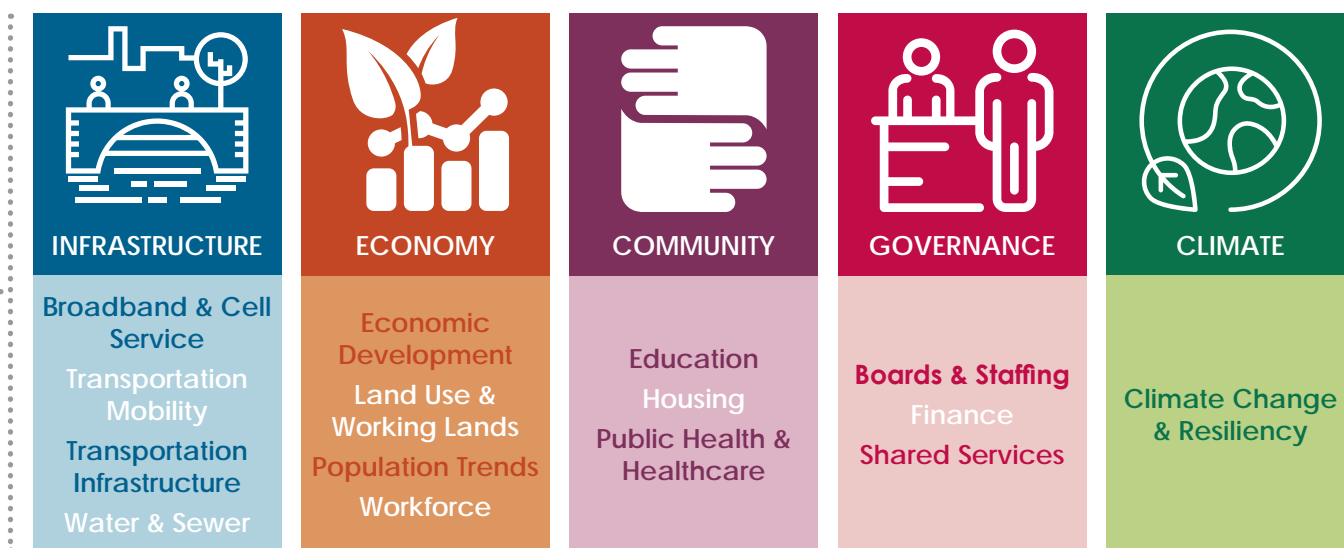 INFRASTRUCTURE
Broadband & Cell
Service
Transportation
Mobility
Transportation
Infrastructure
Water & Sewer
ECONOMY
Economic
Development
Land Use &
Working Lands
Population Trends
Workforce
COMMUNITY
Education
Housing
Public Health &
Healthcare
GOVERNANCE
Boards & Staffing
Finance
Shared Services
CLIMATE
Climate Change
& Resiliency